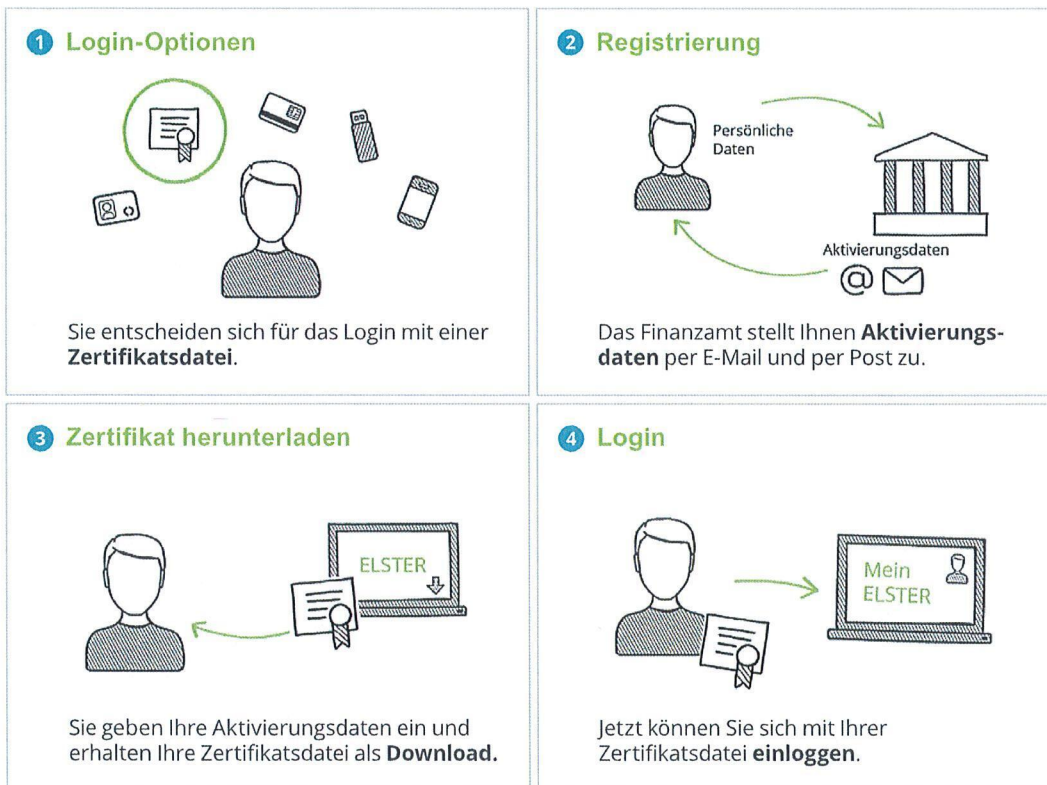 1 Login-Optionen
Sie entscheiden sich für das Login mit einer
Zertifikatsdatei.
2 Registrierung
Persönliche
Daten
Aktivierungsdaten
@
Das Finanzamt stellt Ihnen Aktivierungs-
daten per E-Mail und per Post zu.
3 Zertifikat herunterladen
ELSTER
Sie geben Ihre Aktivierungsdaten ein und
erhalten Ihre Zertifikatsdatei als Download.
4 Login
Mein
ELSTER
Jetzt können Sie sich mit Ihrer
Zertifikatsdatei einloggen.